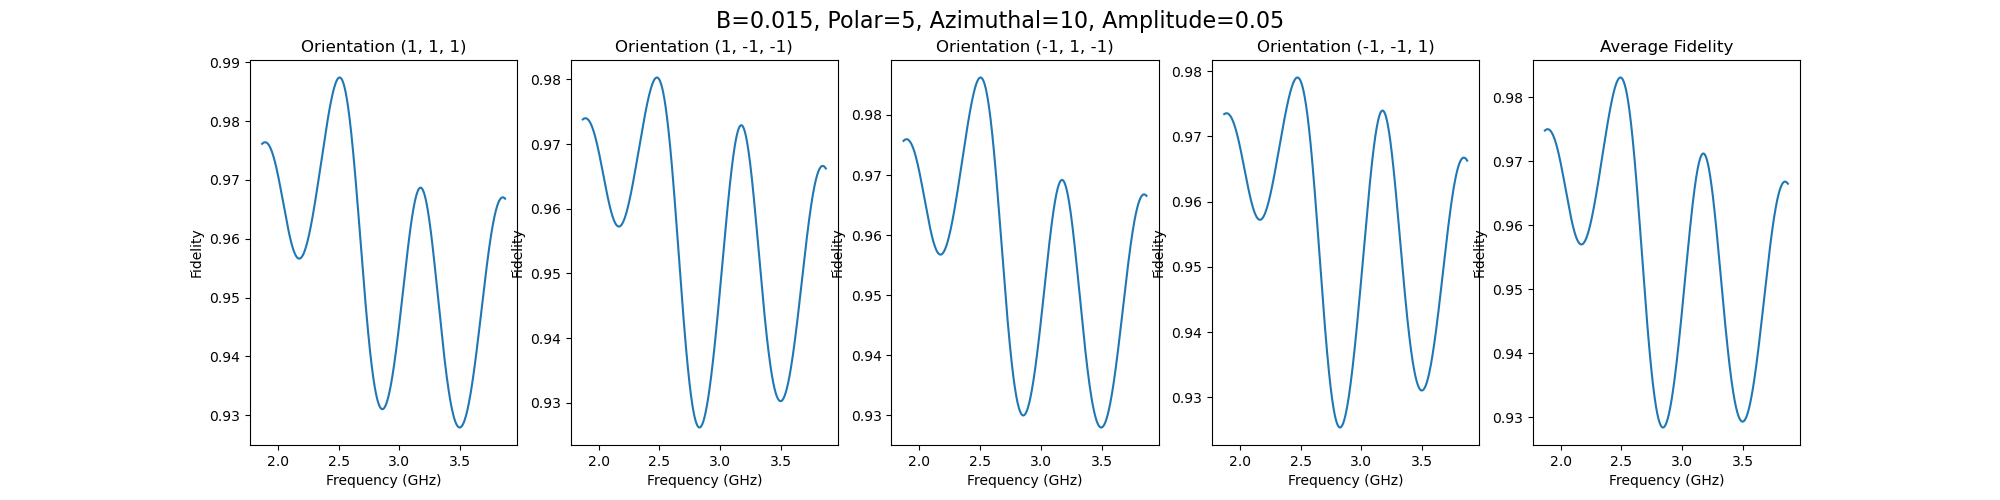 B=0.015, Polar=5, Azimuthal=10, Amplitude=0.05
Orientation (1, 1, 1)
0.99
0.98
0.97
0.96
0.95
0.94
0.93
Fidelity
2.0 2.5 3.0 3.5
Frequency (GHz)
Orientation (1, -1, -1)
0.98
0.97
0.96
0.95
0.94
0.93
Fidelity
2.0 2.5 3.0 3.5
Frequency (GHz)
Orientation (-1, 1, -1)
0.98
0.97
0.96
0.95
0.94
0.93
Fidelity
2.0 2.5 3.0 3.5
Frequency (GHz)
Orientation (-1, -1, 1)
0.98
0.97
0.96
0.95
0.94
0.93
Fidelity
2.0 2.5 3.0 3.5
Frequency (GHz)
Average Fidelity
0.98
0.97
0.96
0.95
0.94
0.93
Fidelity
2.0 2.5 3.0 3.5
Frequency (GHz)